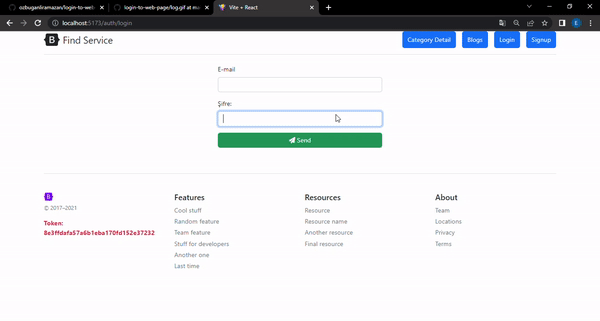 ozbuganliramazan/login-to-web-
login-to-web-page/log.gif at ma
Vite + React
localhost:5173/auth/login
B Find Service
Category Detail Blogs Login Signup
E-mail
Şifre:
Send
B
© 2017–2021
Token:
8e3ffdafa57a6b1eba170fd152e37232
Features
Cool stuff
Random feature
Team feature
Stuff for developers
Another one
Last time
Resources
Resource
Resource name
Another resource
Final resource
About
Team
Locations
Privacy
Terms